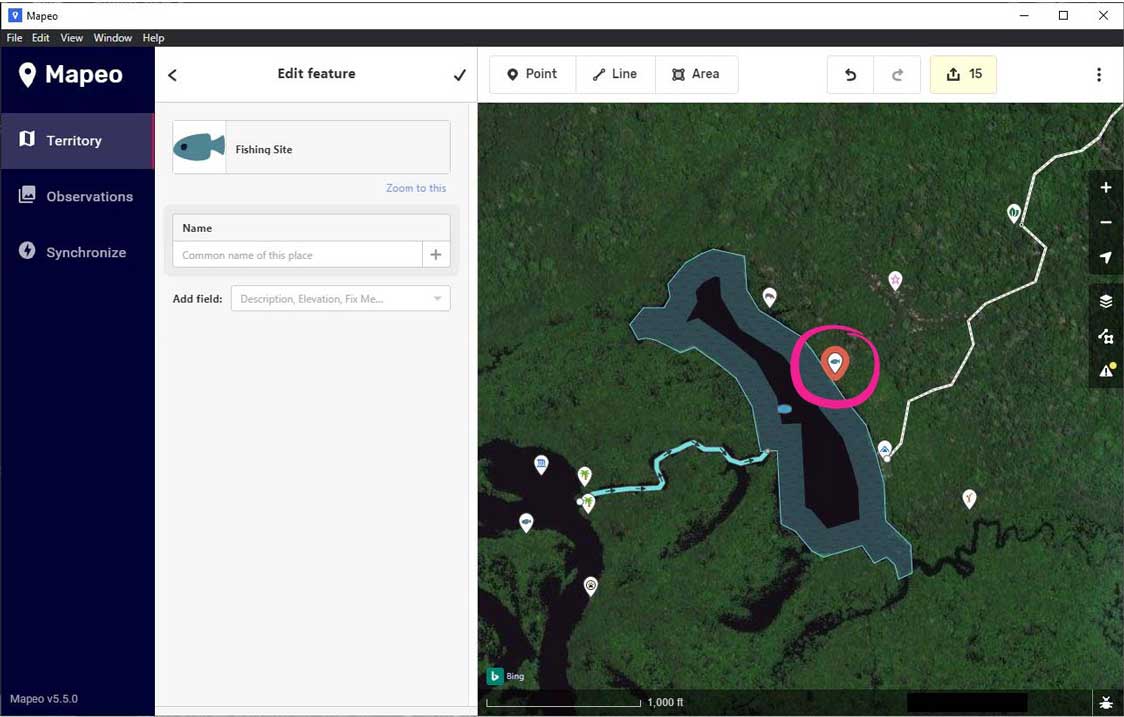 Mapeo
File Edit View Window Help
Mapeo
Territory
Observations
Synchronize
Mapeo v5.5.0
Edit feature
Fishing Site
Zoom to this
Name
Common name of this place
Add field: Description, Elevation, Fix Me...
Point Line Area 15
Bing
1,000 ft